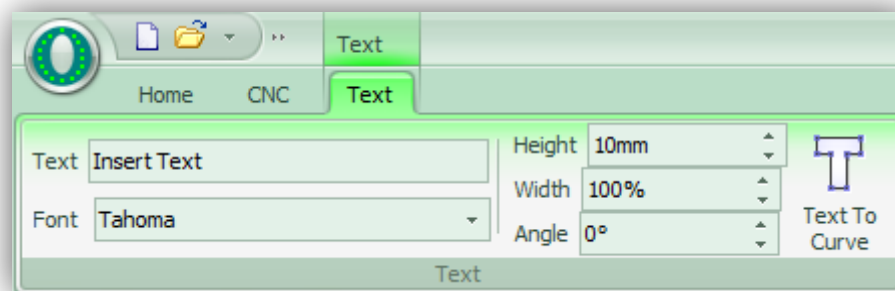 Text
Home CNC Text
Text Insert Text
Font Tahoma
Height 10mm
Width 100%
Angle 0°
Text To
Curve
Text